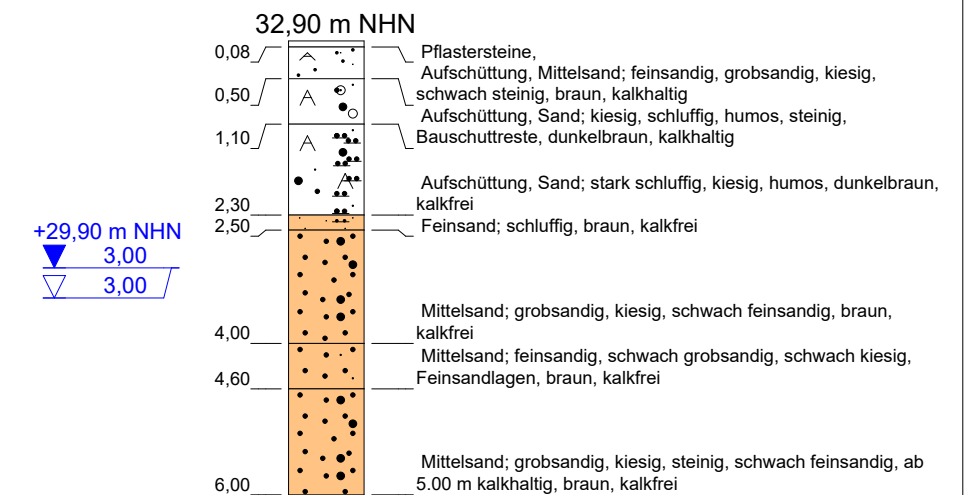 32,90 m NHN
0,08
Pflastersteine,
Aufschüttung, Mittelsand; feinsandig, grobsandig, kiesig,
0,50
schwach steinig, braun, kalkhaltig
Aufschüttung, Sand; kiesig, schluffig, humos, steinig,
1,10
Bauschuttreste, dunkelbraun, kalkhaltig
Aufschüttung, Sand; stark schluffig, kiesig, humos, dunkelbraun,
2,30
kalkfrei
2,50
Feinsand; schluffig, braun, kalkfrei
+29,90 m NHN
3,00
3,00
Mittelsand; grobsandig, kiesig, schwach feinsandig, braun,
4,00
kalkfrei
Mittelsand; feinsandig, schwach grobsandig, schwach kiesig,
4,60
Feinsandlagen, braun, kalkfrei
Mittelsand; grobsandig, kiesig, steinig, schwach feinsandig, ab
6,00
5.00 m kalkhaltig, braun, kalkfrei